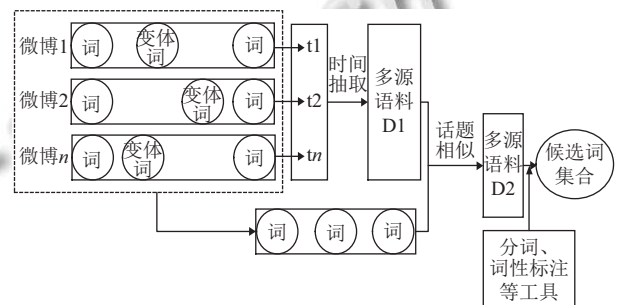 微博1 词 变体词 词 t1
微博2 词 变体词 词 t2
微博n 词 变体词 词 tn
时间
抽取
多源
语料
D1
词 词 词
话题
相似
多源
语料
D2
候选词
集合
分词、
词性标注
等工具